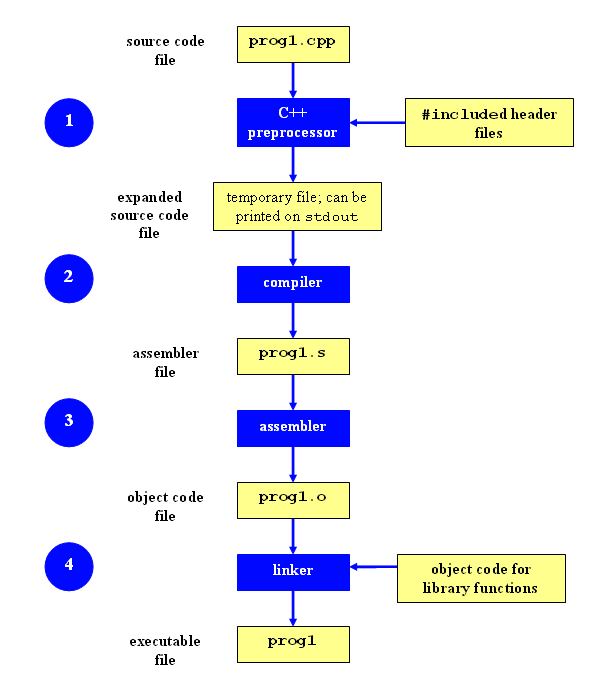 source code
file
prog1.cpp
1
C++
preprocessor
#included header
files
expanded
source code
file
temporary file; can be
printed on stdout
2
compiler
assembler
file
prog1.s
3
assembler
object code
file
prog1.o
4
linker
object code for
library functions
executable
file
prog1